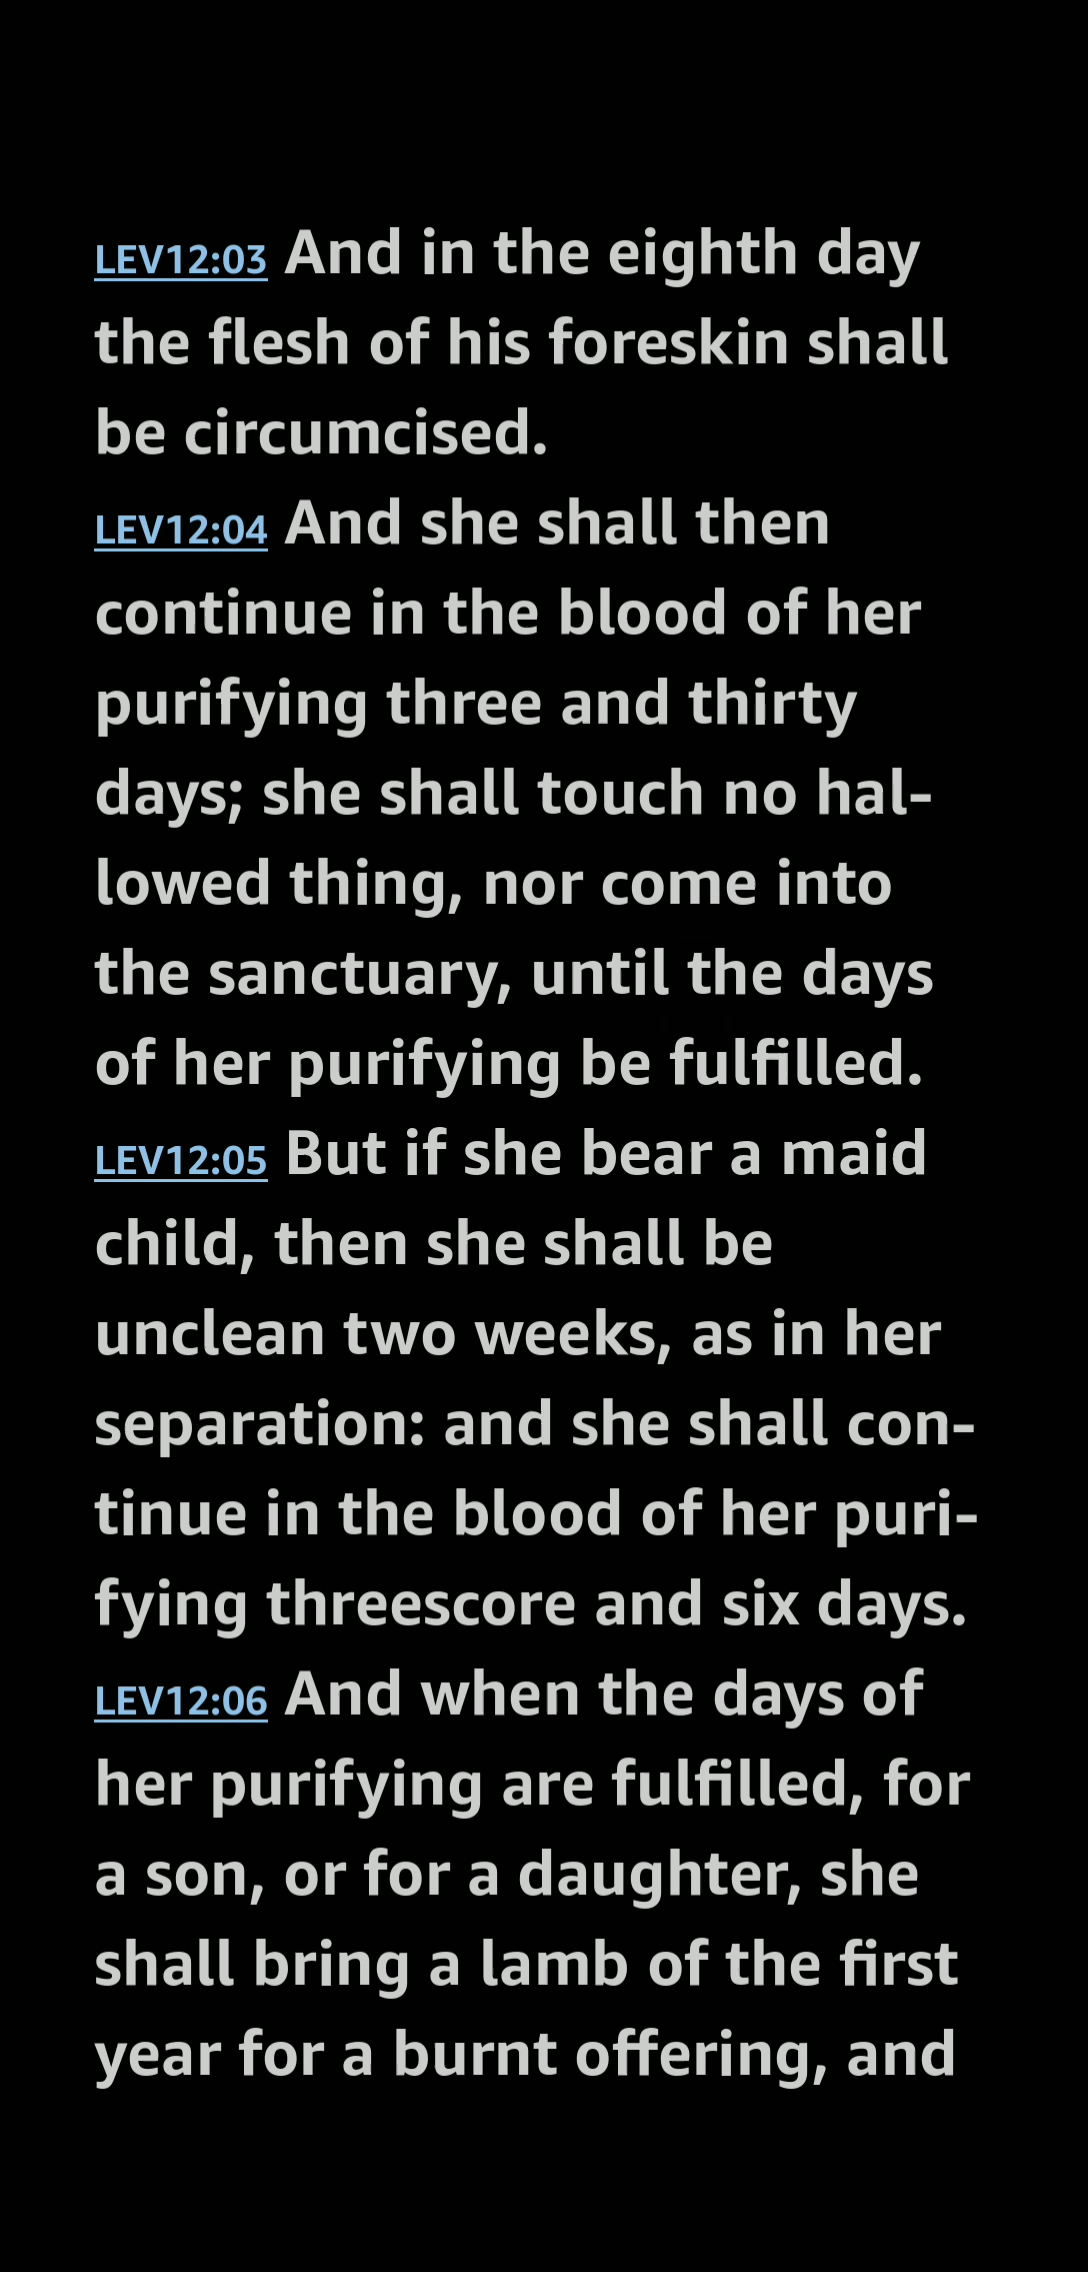 LEV12:03 And in the eighth day
the flesh of his foreskin shall
be circumcised.
LEV12:04 And she shall then
continue in the blood of her
purifying three and thirty
days; she shall touch no hal-
lowed thing, nor come into
the sanctuary, until the days
of her purifying be fulfilled.
LEV12:05 But if she bear a maid
child, then she shall be
unclean two weeks, as in her
separation: and she shall con-
tinue in the blood of her puri-
fying threescore and six days.
LEV12:06 And when the days of
her purifying are fulfilled, for
a son, or for a daughter, she
shall bring a lamb of the first
year for a burnt offering, and